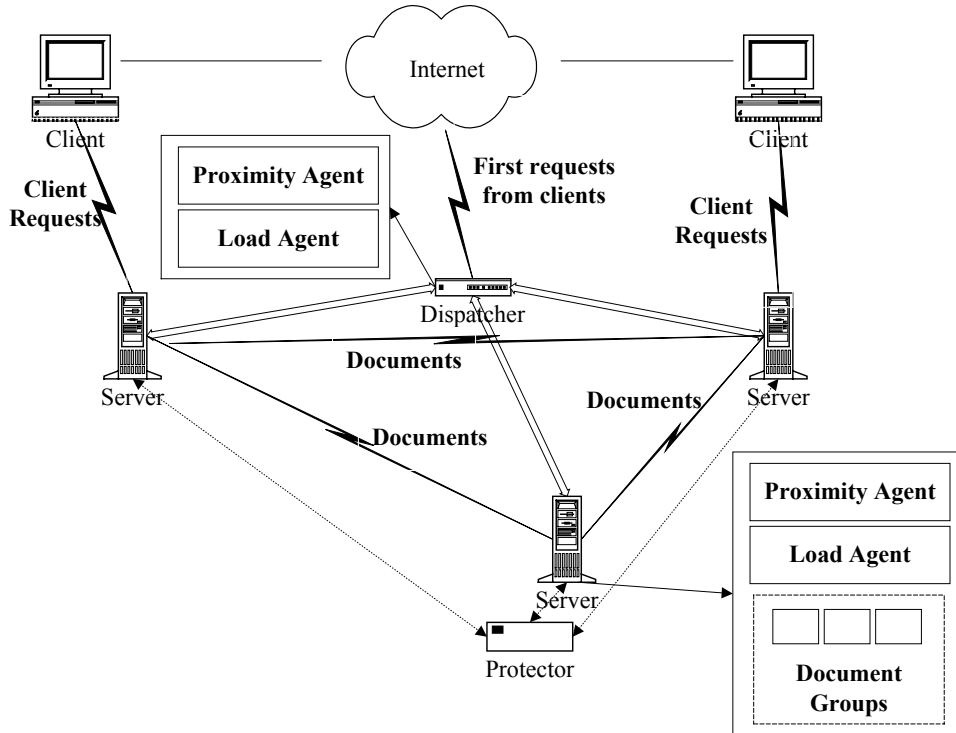 Internet
Client
Client
Proximity Agent
Load Agent
First requests
from clients
Client
Requests
Client
Requests
Dispatcher
Documents
Server
Server
Documents
Documents
Proximity Agent
Load Agent
Server
Protector
Document
Groups